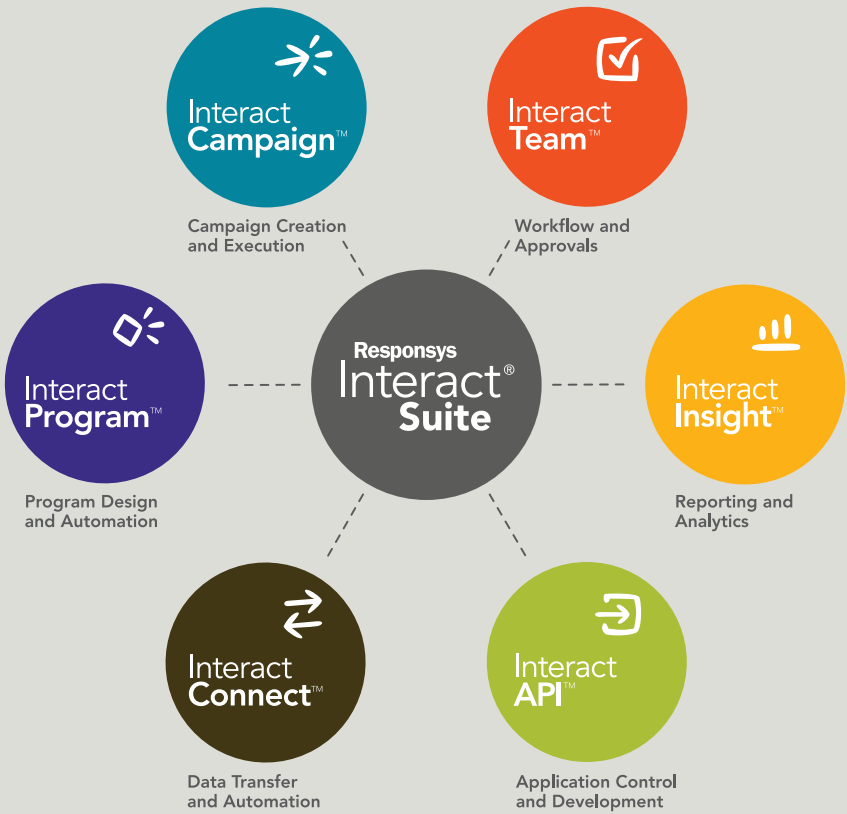 Interact
Campaign™
Campaign Creation
and Execution
Interact
Team™
Workflow and
Approvals
Interact
Program™
Program Design
and Automation
Responsys
Interact®
Suite
Interact
Insight™
Reporting and
Analytics
Interact
Connect™
Data Transfer
and Automation
Interact
API™
Application Control
and Development